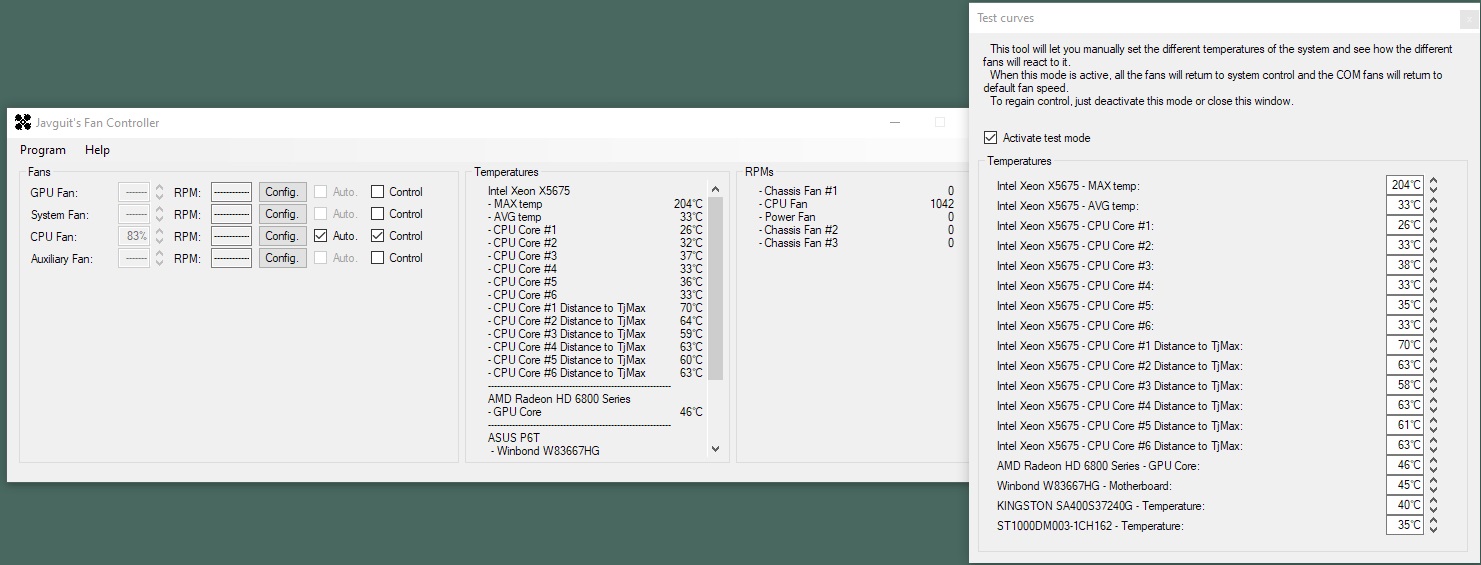 Test curves
This tool will let you manually set the different temperatures of the system and see how the different
fans will react to it.
When this mode is active, all the fans will return to system control and the COM fans will return to
default fan speed.
To regain control, just deactivate this mode or close this window.
Activate test mode
Temperatures
Intel Xeon X5675 - MAX temp: 204°C
Intel Xeon X5675 - AVG temp: 33°C
Intel Xeon X5675 - CPU Core #1: 26°C
Intel Xeon X5675 - CPU Core #2: 33°C
Intel Xeon X5675 - CPU Core #3: 38°C
Intel Xeon X5675 - CPU Core #4: 33°C
Intel Xeon X5675 - CPU Core #5: 35°C
Intel Xeon X5675 - CPU Core #6: 33°C
Intel Xeon X5675 - CPU Core #1 Distance to TjMax: 70°C
Intel Xeon X5675 - CPU Core #2 Distance to TjMax: 63°C
Intel Xeon X5675 - CPU Core #3 Distance to TjMax: 58°C
Intel Xeon X5675 - CPU Core #4 Distance to TjMax: 63°C
Intel Xeon X5675 - CPU Core #5 Distance to TjMax: 61°C
Intel Xeon X5675 - CPU Core #6 Distance to TjMax: 63°C
AMD Radeon HD 6800 Series - GPU Core: 46°C
Winbond W83667HG - Motherboard: 45°C
KINGSTON SA400S37240G - Temperature: 40°C
ST1000DM003-1CH162 - Temperature: 35°C
Javguit's Fan Controller
Program Help
Fans
GPU Fan: ------- RPM: ------------ Config. Auto. Control
System Fan: ------- RPM: ------------ Config. Auto. Control
CPU Fan: 83% RPM: ------------ Config. Auto. Control
Auxiliary Fan: ------- RPM: ------------ Config. Auto. Control
Temperatures
Intel Xeon X5675
- MAX temp 204°C
- AVG temp 33°C
- CPU Core #1 26°C
- CPU Core #2 32°C
- CPU Core #3 37°C
- CPU Core #4 33°C
- CPU Core #5 36°C
- CPU Core #6 33°C
- CPU Core #1 Distance to TjMax 70°C
- CPU Core #2 Distance to TjMax 64°C
- CPU Core #3 Distance to TjMax 59°C
- CPU Core #4 Distance to TjMax 63°C
- CPU Core #5 Distance to TjMax 60°C
- CPU Core #6 Distance to TjMax 63°C
AMD Radeon HD 6800 Series
- GPU Core 46°C
ASUS P6T
- Winbond W83667HG
RPMs
- Chassis Fan #1 0
- CPU Fan 1042
- Power Fan 0
- Chassis Fan #2 0
- Chassis Fan #3 0